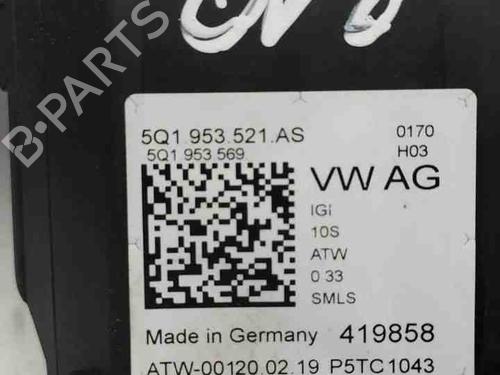 B-PARTS
5Q1.953.521.AS 0170
5Q1 953 569 H03
VW AG
IGI
10S
ATW
0 33
SMLS
Made in Germany 419858
ATW-00120.02.19 P5TC1043